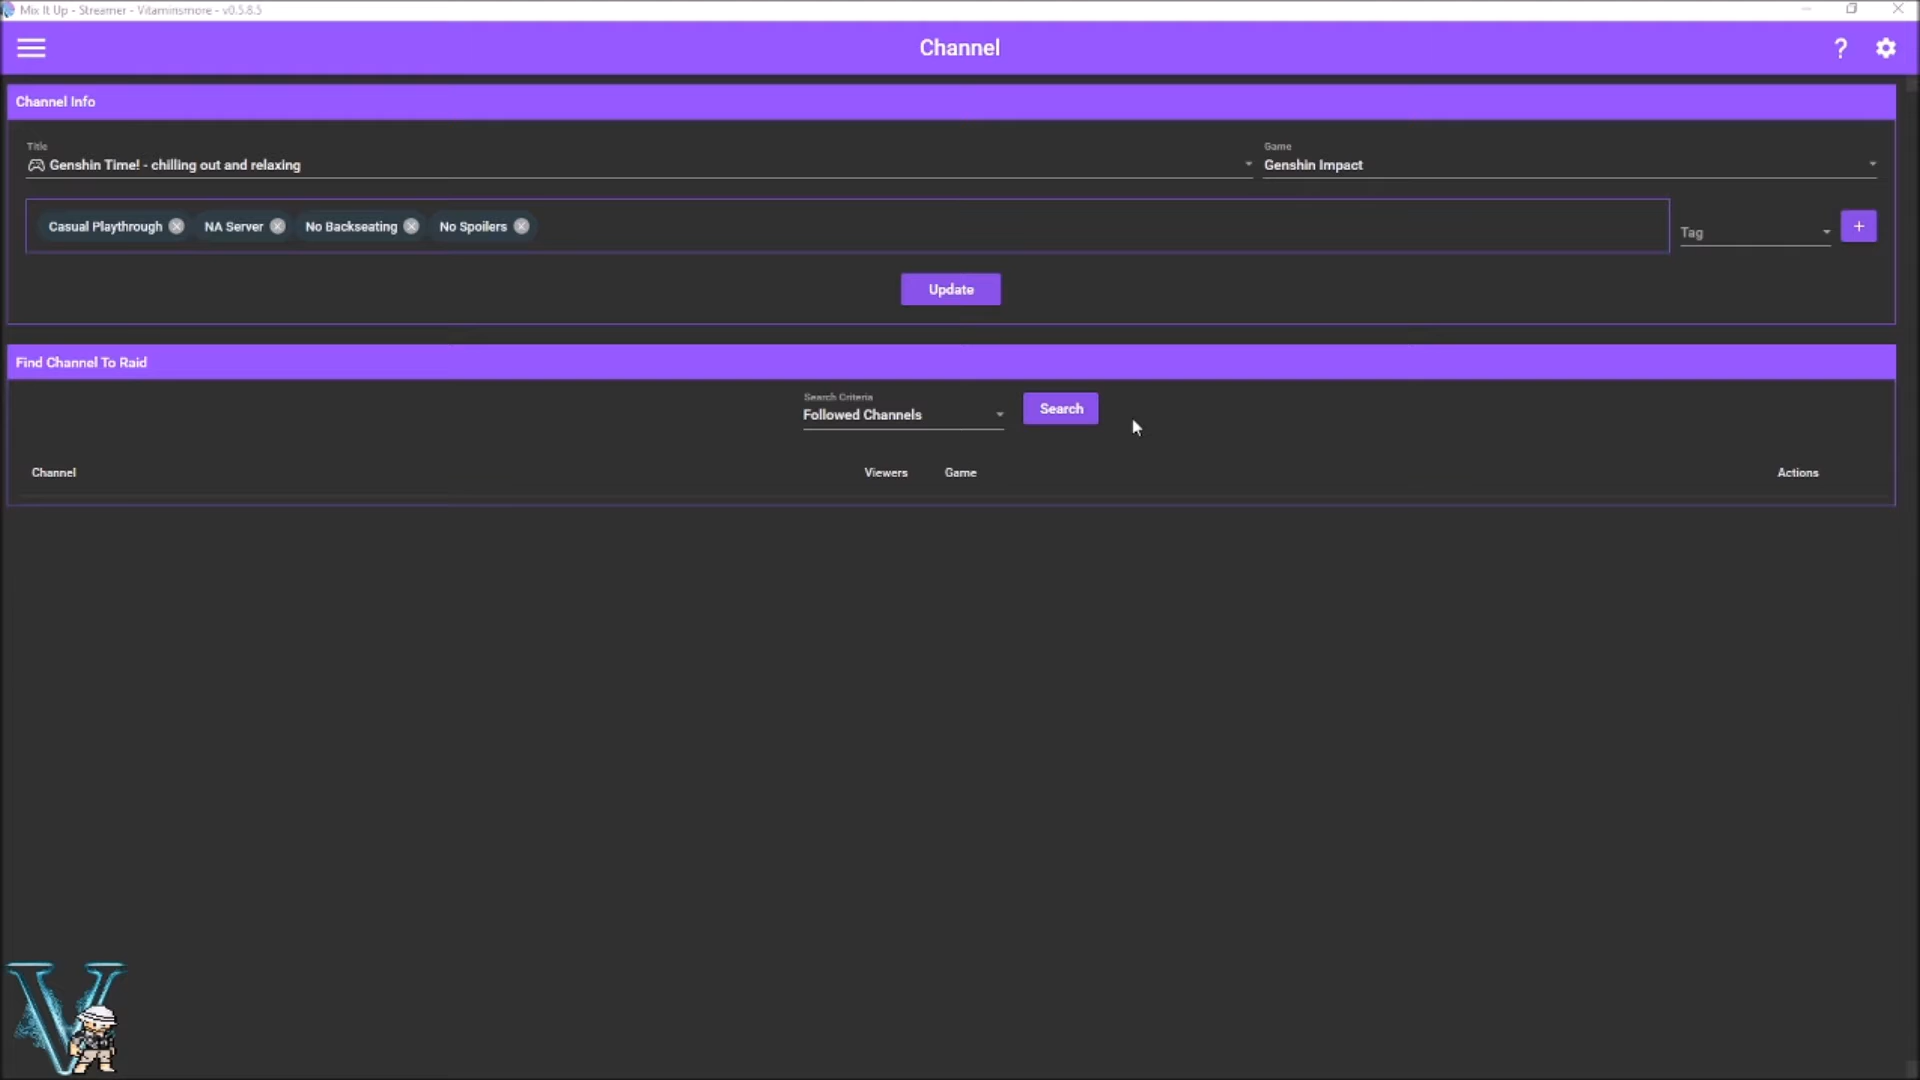 Mix It Up - Streamer - Vitaminsmore - v0.5.8.5
Channel
?
Channel Info
Title
Game
🎮 Genshin Time! - chilling out and relaxing
Genshin Impact
Casual Playthrough
NA Server
No Backseating
No Spoilers
Tag
+
Update
Find Channel To Raid
Search Criteria
Followed Channels
Search
Channel
Viewers
Game
Actions
V